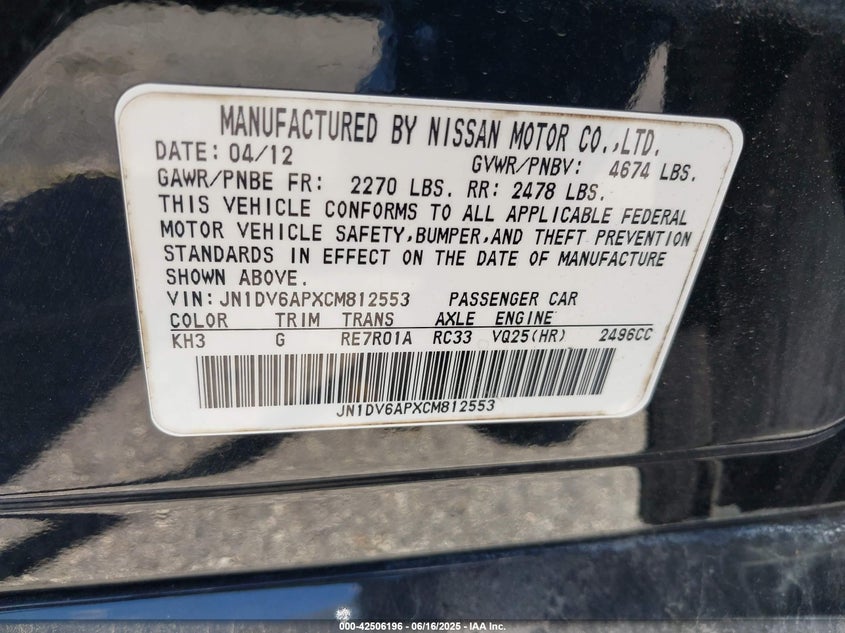 MANUFACTURED BY NISSAN MOTOR CO.,LTD.
DATE: 04/12 GVWR/PNBV: 4674 LBS.
GAWR/PNBE FR: 2270 LBS. RR: 2478 LBS.
THIS VEHICLE CONFORMS TO ALL APPLICABLE FEDERAL
MOTOR VEHICLE SAFETY,BUMPER,AND THEFT PREVENTION
STANDARDS IN EFFECT ON THE DATE OF MANUFACTURE
SHOWN ABOVE.
VIN: JN1DV6APXCM812553 PASSENGER CAR
COLOR TRIM TRANS AXLE ENGINE
KH3 G RE7R01A RC33 VQ25(HR) 2496CC
JN1DV6APXCM812553
000-42506196 - 06/16/2025 - IAA Inc.